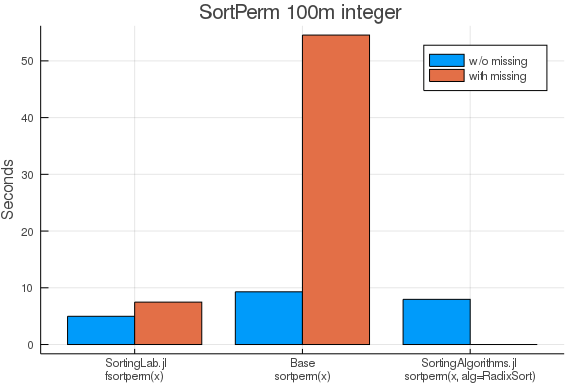 SortPerm 100m integer
Seconds
50
40
30
20
10
0
w/o missing
with missing
SortingLab.jl
fsortperm(x)
Base
sortperm(x)
SortingAlgorithms.jl
sortperm(x, alg=RadixSort)